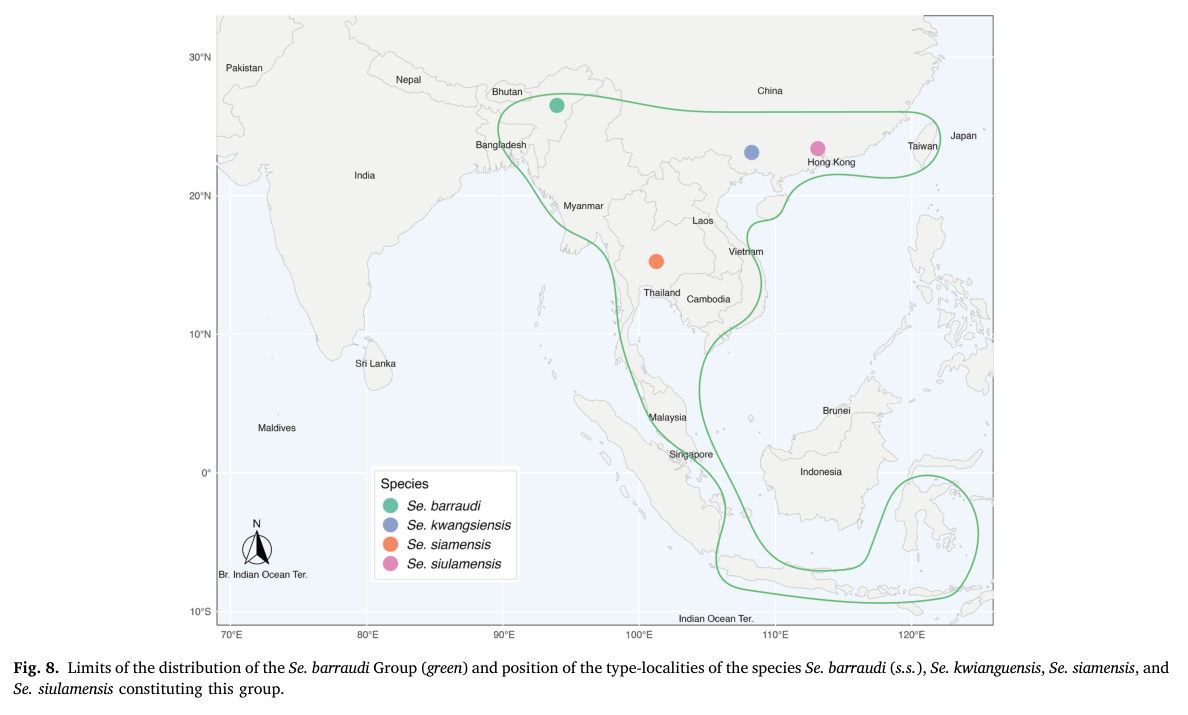 30°N
Pakistan
Nepal
China
Bhutan
Bangladesh
Japan
Taiwan
Hong Kong
India
20°N
Myanmar
Laos
Vietnam
Thailand
Cambodia
10°N
Sri Lanka
Maldives
Malaysia
Brunei
Singapore
0°
Indonesia
Species
Se. barraudi
Se. kwangsiensis
Se. siamensis
Se. siulamensis
N
Br. Indian Ocean Ter.
10°S
Indian Ocean Ter.
70°E 80°E 90°E 100°E 110°E 120°E
Fig. 8. Limits of the distribution of the Se. barraudi Group (green) and position of the type-localities of the species Se. barraudi (s.s.), Se. kwianguensis, Se. siamensis, and
Se. siulamensis constituting this group.